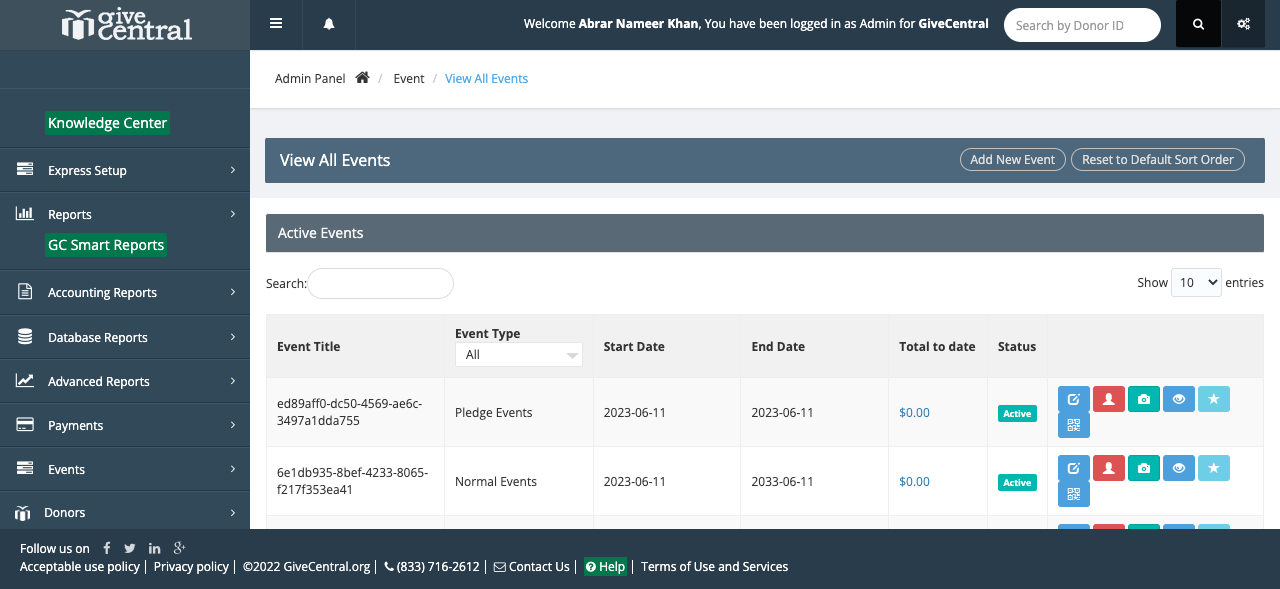 give central
Welcome Abrar Nameer Khan, You have been logged in as Admin for GiveCentral
Search by Donor ID
Admin Panel / Event / View All Events
Knowledge Center
Express Setup
Reports
GC Smart Reports
Accounting Reports
Database Reports
Advanced Reports
Payments
Events
Donors
View All Events
Add New Event
Reset to Default Sort Order
Active Events
Search:
Show 10 entries
Event Title
Event Type
All
Start Date
End Date
Total to date
Status
ed89aff0-dc50-4569-ae6c-
3497a1dda755
Pledge Events
2023-06-11
2023-06-11
$0.00
Active
6e1db935-8bef-4233-8065-
f217f353ea41
Normal Events
2023-06-11
2033-06-11
$0.00
Active
Follow us on
Acceptable use policy | Privacy policy | ©2022 GiveCentral.org | (833) 716-2612 | Contact Us | Help | Terms of Use and Services